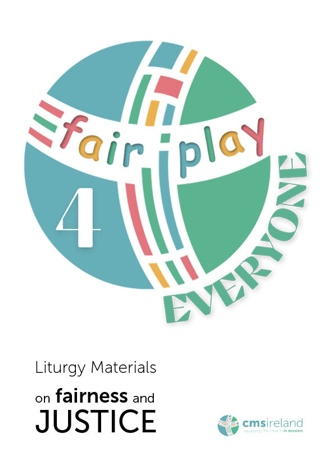 fair play
4
EVERYONE
Liturgy Materials
on fairness and
JUSTICE
cmsireland